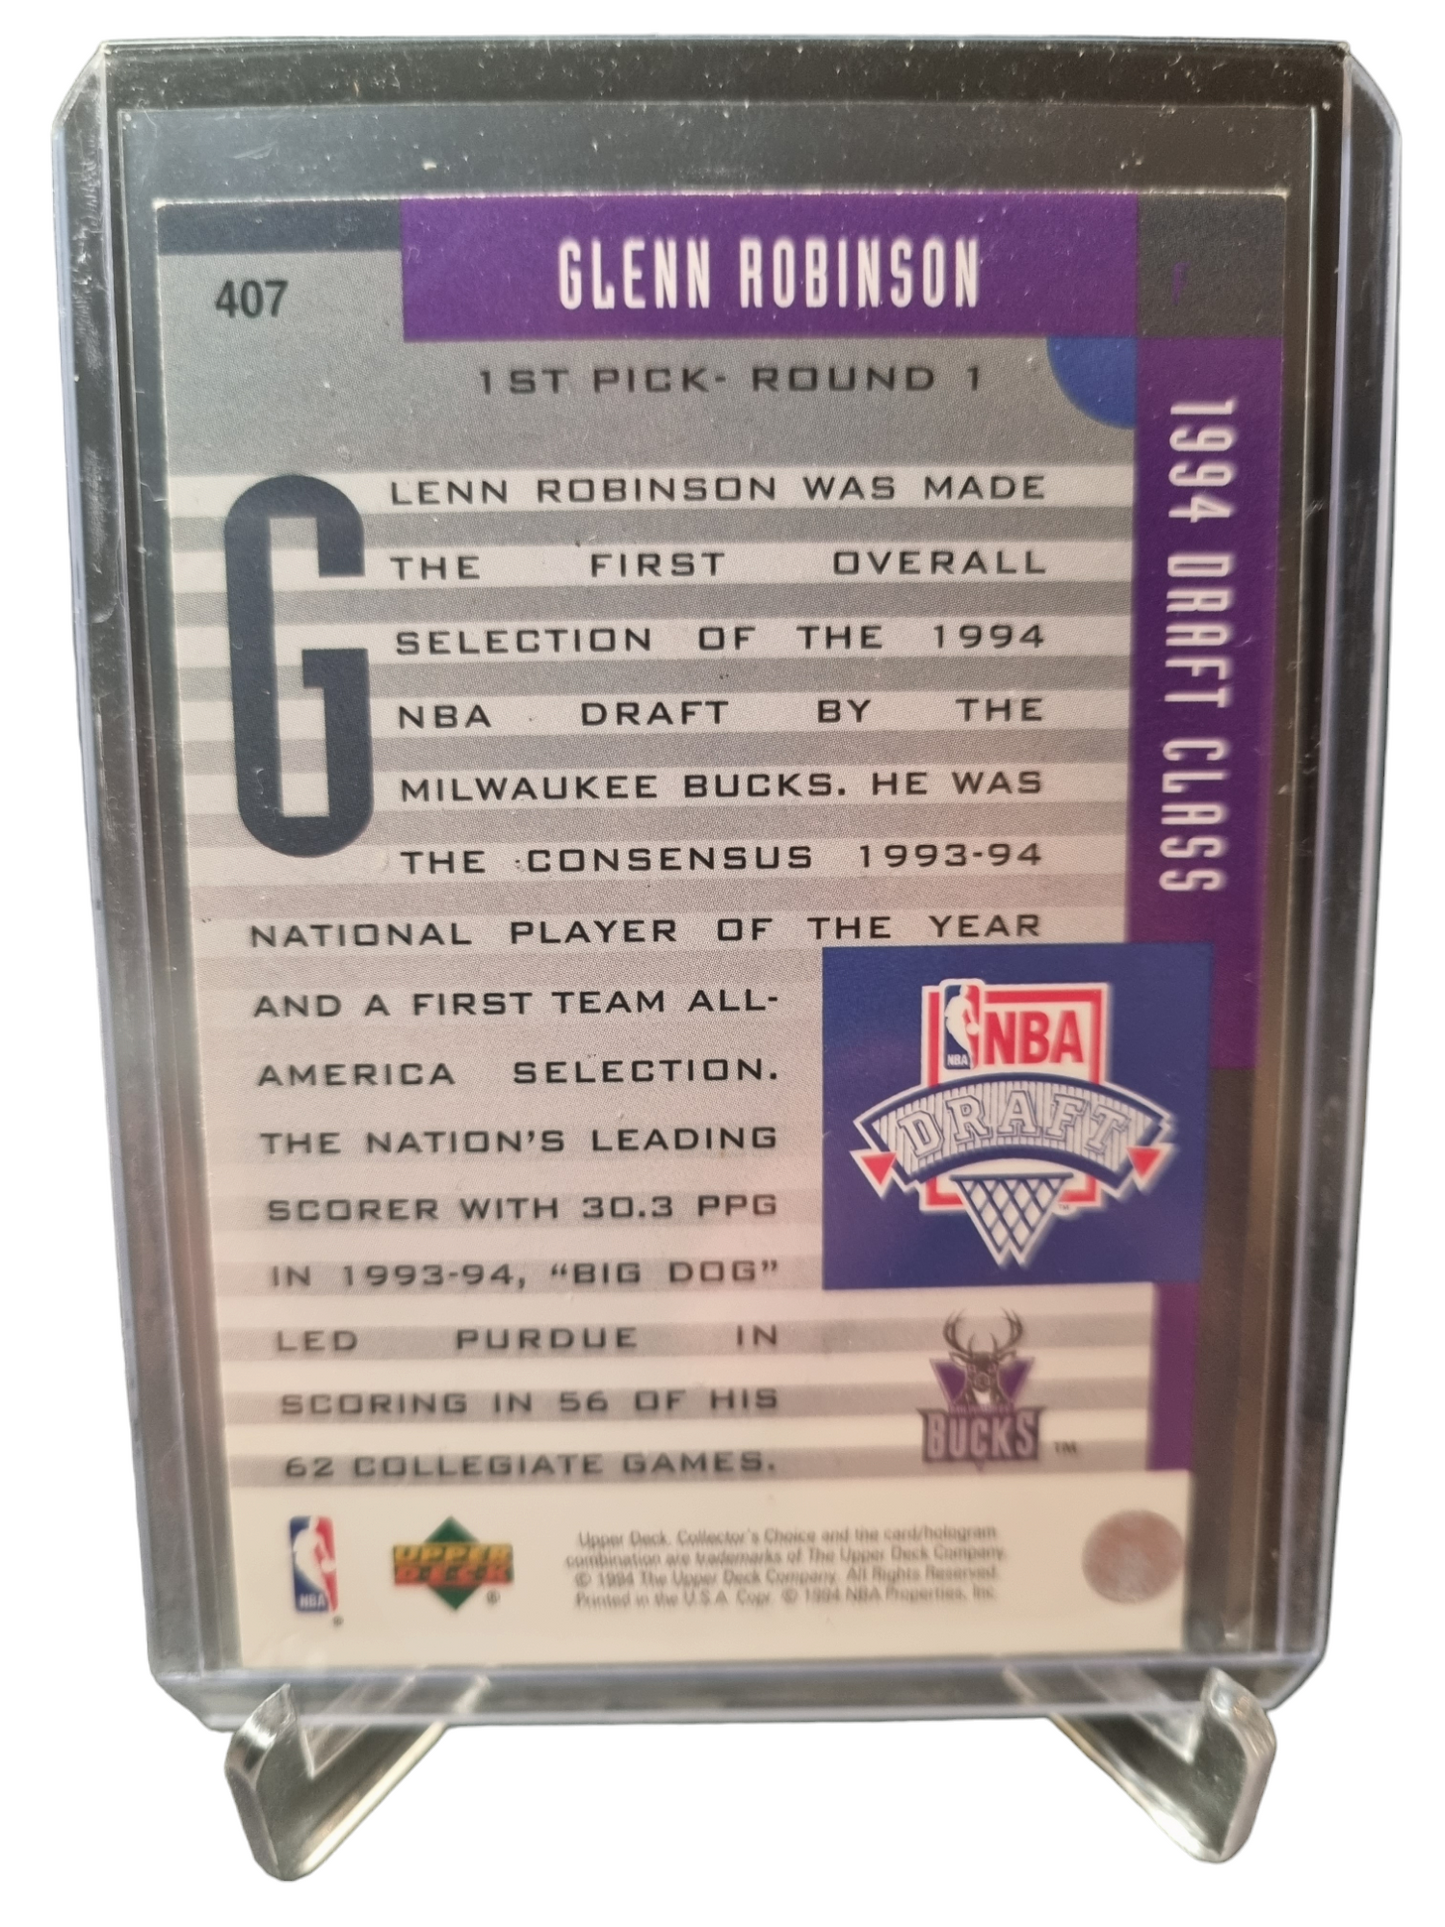 407
GLENN ROBINSON
F
1ST PICK- ROUND 1
1994 DRAFT CLASS
GLENN ROBINSON WAS MADE
THE FIRST OVERALL
SELECTION OF THE 1994
NBA DRAFT BY THE
MILWAUKEE BUCKS. HE WAS
THE CONSENSUS 1993-94
NATIONAL PLAYER OF THE YEAR
AND A FIRST TEAM ALL-
AMERICA SELECTION.
THE NATION'S LEADING
SCORER WITH 30.3 PPG
IN 1993-94, “BIG DOG”
LED PURDUE IN
SCORING IN 56 OF HIS
62 COLLEGIATE GAMES.
NBA
NBA
DRAFT
MILWAUKEE
BUCKS TM
NBA ®
UPPER
DECK ®
Upper Deck, Collector's Choice and the card/hologram
combination are trademarks of The Upper Deck Company.
© 1994 The Upper Deck Company. All Rights Reserved.
Printed in the U.S.A. Copr. © 1994 NBA Properties, Inc.